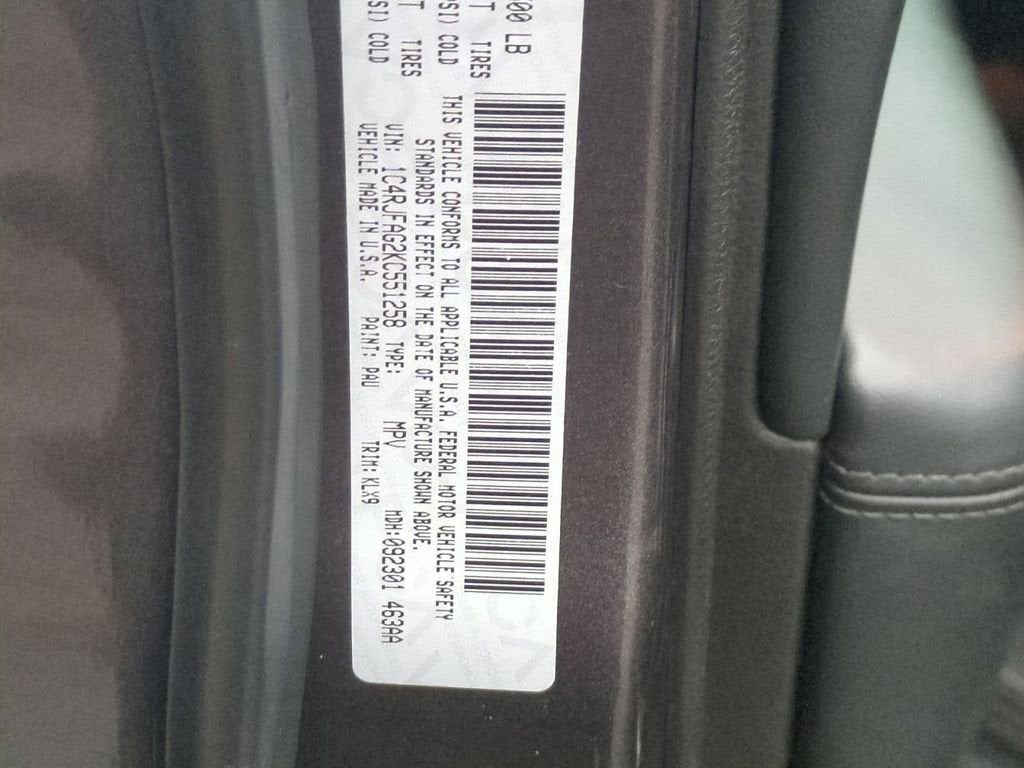 00 LB
T TIRES
PSI) COLD
T TIRES
SI) COLD
THIS VEHICLE CONFORMS TO ALL APPLICABLE U.S.A. FEDERAL MOTOR VEHICLE SAFETY
STANDARDS IN EFFECT ON THE DATE OF MANUFACTURE SHOWN ABOVE.
VIN: 1C4RJFAG2KC551258 TYPE: MPV MDH:092301 463AA
VEHICLE MADE IN U.S.A. PAINT: PAU TRIM: KLX9